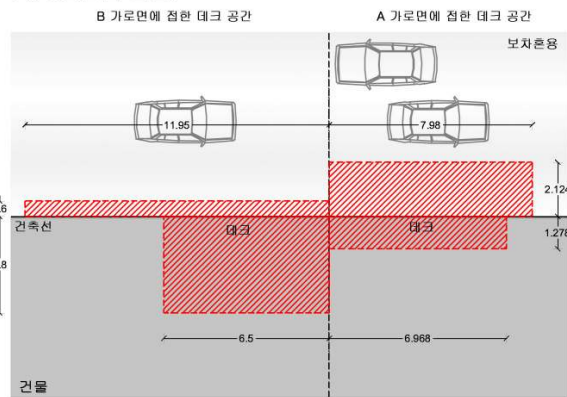 B 가로면에 접한 데크 공간
A 가로면에 접한 데크 공간
보차혼용
11.95
7.98
2.124
건축선
데크
데크
1.278
6.5
6.968
건물